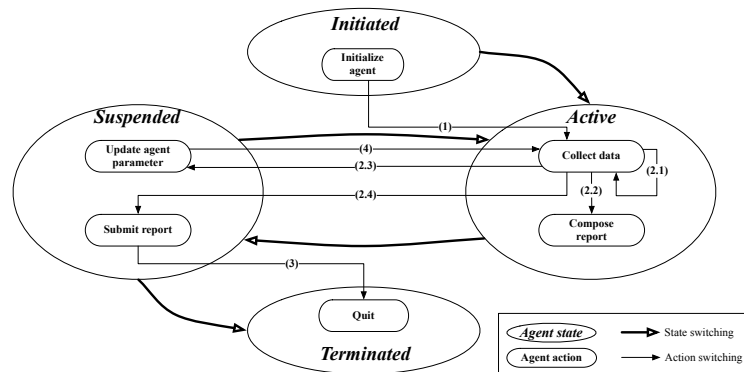 Initiated
Initialize
agent
Suspended
Active
(1)
Update agent
parameter
(4)
Collect data
(2.3)
(2.1)
(2.4)
(2.2)
Submit report
Compose
report
(3)
Quit
Terminated
Agent state
State switching
Agent action
Action switching